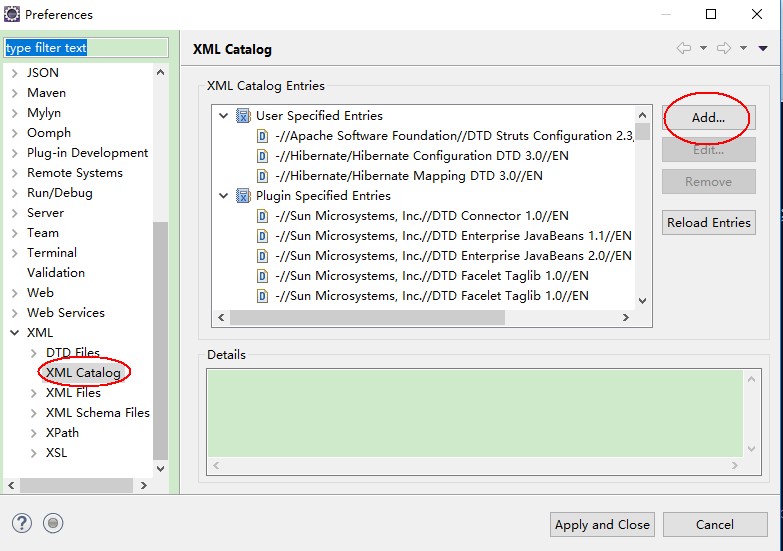 Preferences
type filter text
JSON
Maven
Mylyn
Oomph
Plug-in Development
Remote Systems
Run/Debug
Server
Team
Terminal
Validation
Web
Web Services
XML
DTD Files
XML Catalog
XML Files
XML Schema Files
XPath
XSL
XML Catalog
XML Catalog Entries
User Specified Entries
-//Apache Software Foundation//DTD Struts Configuration 2.3,
-//Hibernate/Hibernate Configuration DTD 3.0//EN
-//Hibernate/Hibernate Mapping DTD 3.0//EN
Plugin Specified Entries
-//Sun Microsystems, Inc.//DTD Connector 1.0//EN
-//Sun Microsystems, Inc.//DTD Enterprise JavaBeans 1.1//EN
-//Sun Microsystems, Inc.//DTD Enterprise JavaBeans 2.0//EN
-//Sun Microsystems, Inc.//DTD Facelet Taglib 1.0//EN
-//Sun Microsystems, Inc.//DTD Facelet Taglib 1.0//EN
Add...
Edit...
Remove
Reload Entries
Details
Apply and Close
Cancel